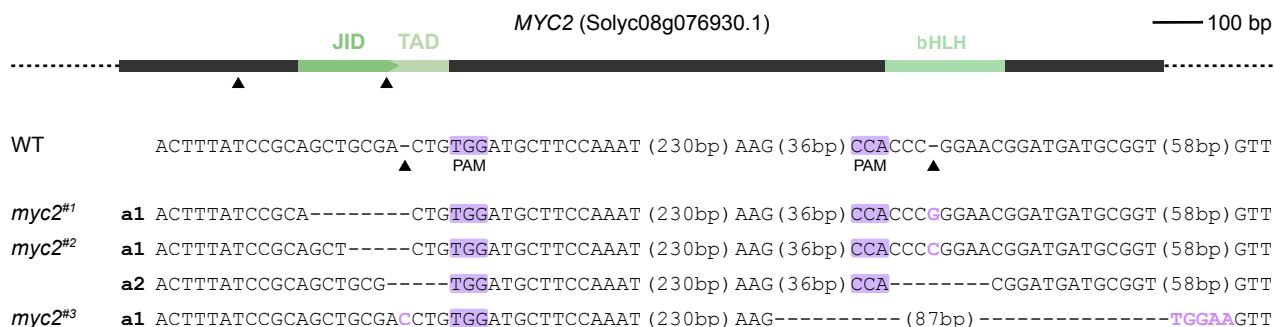 MYC2 (Solyc08g076930.1)
100 bp
JID TAD bHLH
WT ACTTTATCCGCAGCTGCGA-CTGTGGATGCTTCCAAAT(230bp)AAG(36bp)CCACCC-GGAACGGATGATGCGGT(58bp)GTT
PAM PAM
myc2#1 a1 ACTTTATCCGCA--------CTGTGGATGCTTCCAAAT(230bp)AAG(36bp)CCACCCGGGAACGGATGATGCGGT(58bp)GTT
myc2#2 a1 ACTTTATCCGCAGCT-----CTGTGGATGCTTCCAAAT(230bp)AAG(36bp)CCACCCCGGAACGGATGATGCGGT(58bp)GTT
a2 ACTTTATCCGCAGCTGCG-----TGGATGCTTCCAAAT(230bp)AAG(36bp)CCA--------CGGATGATGCGGT(58bp)GTT
myc2#3 a1 ACTTTATCCGCAGCTGCGACCTGTGGATGCTTCCAAAT(230bp)AAG----------(87bp)---------------TGGAAGTT